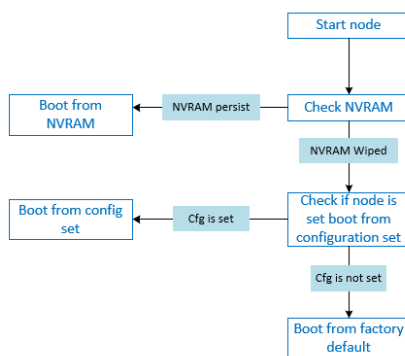 Start node
Boot from
NVRAM
NVRAM persist
Check NVRAM
NVRAM Wiped
Boot from config
set
Cfg is set
Check if node is
set boot from
configuration set
Cfg is not set
Boot from factory
default